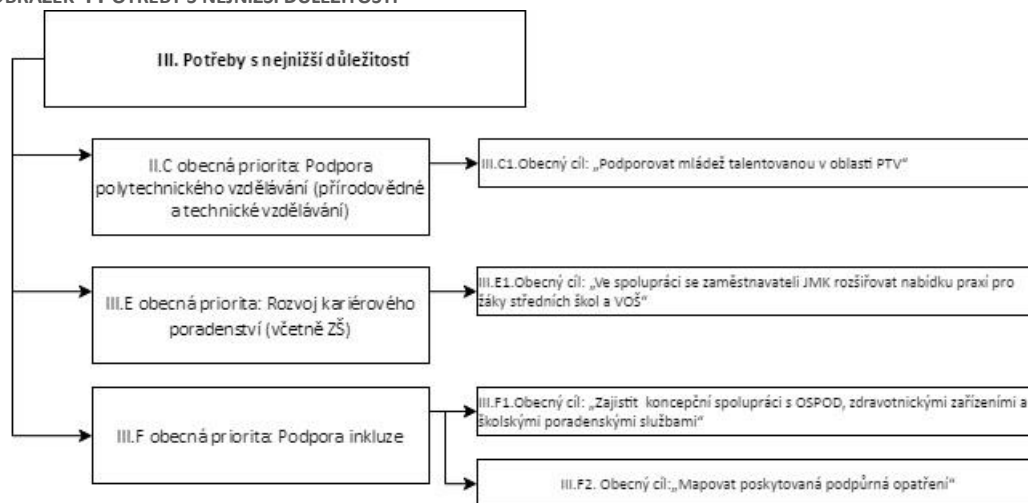 POTŘEBY S NEJNIŽŠÍ DŮLEŽITOSTÍ
III. Potřeby s nejnižší důležitostí
II.C obecná priorita: Podpora
polytechnického vzdělávání (přírodovědné
a technické vzdělávání)
III.C1.Obecný cíl: „Podporovat mládež talentovanou v oblasti PTV“
III.E obecná priorita: Rozvoj kariérového
poradenství (včetně ZŠ)
III.E1.Obecný cíl: „Ve spolupráci se zaměstnavateli JMK rozšiřovat nabídku praxí pro
žáky středních škol a VOŠ“
III.F obecná priorita: Podpora inkluze
III.F1.Obecný cíl: „Zajistit koncepční spolupráci s OSPOD, zdravotnickými zařízeními a
školskými poradenskými službami“
III.F2. Obecný cíl:„Mapovat poskytovaná podpůrná opatření“